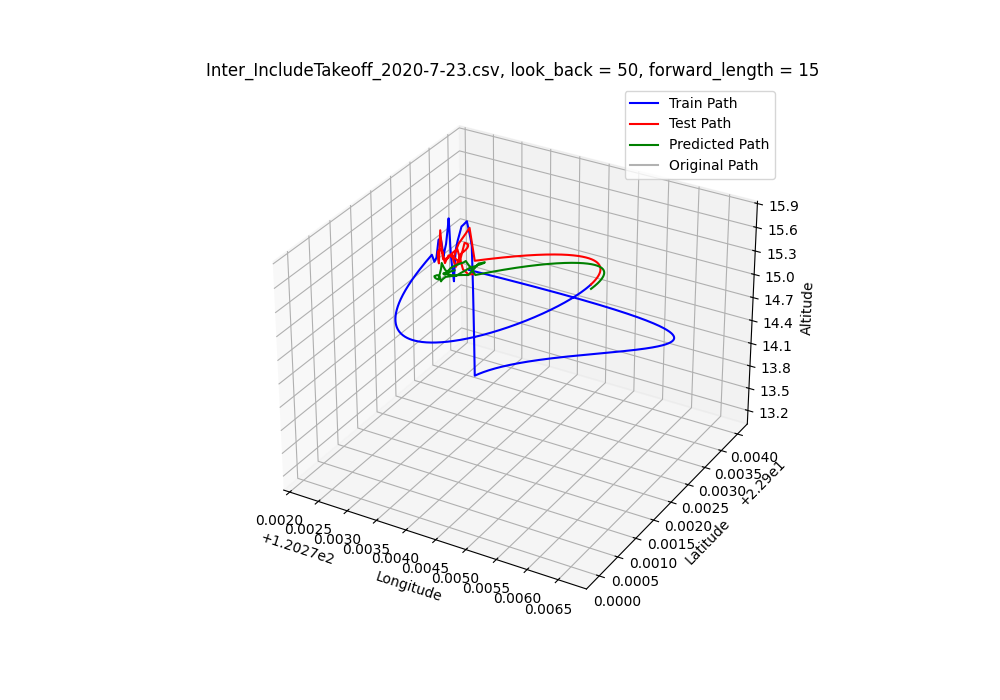 Inter_IncludeTakeoff_2020-7-23.csv, look_back = 50, forward_length = 15
Train Path
Test Path
Predicted Path
Original Path
15.9
15.6
15.3
15.0
14.7
14.4
14.1
13.8
13.5
13.2
Altitude
0.0040
0.0035
0.0030
0.0025
0.0020
0.0015
0.0010
0.0005
0.0000
+2.29e1
Latitude
0.0020
0.0025
0.0030
0.0035
0.0040
0.0045
0.0050
0.0055
0.0060
0.0065
+1.2027e2
Longitude